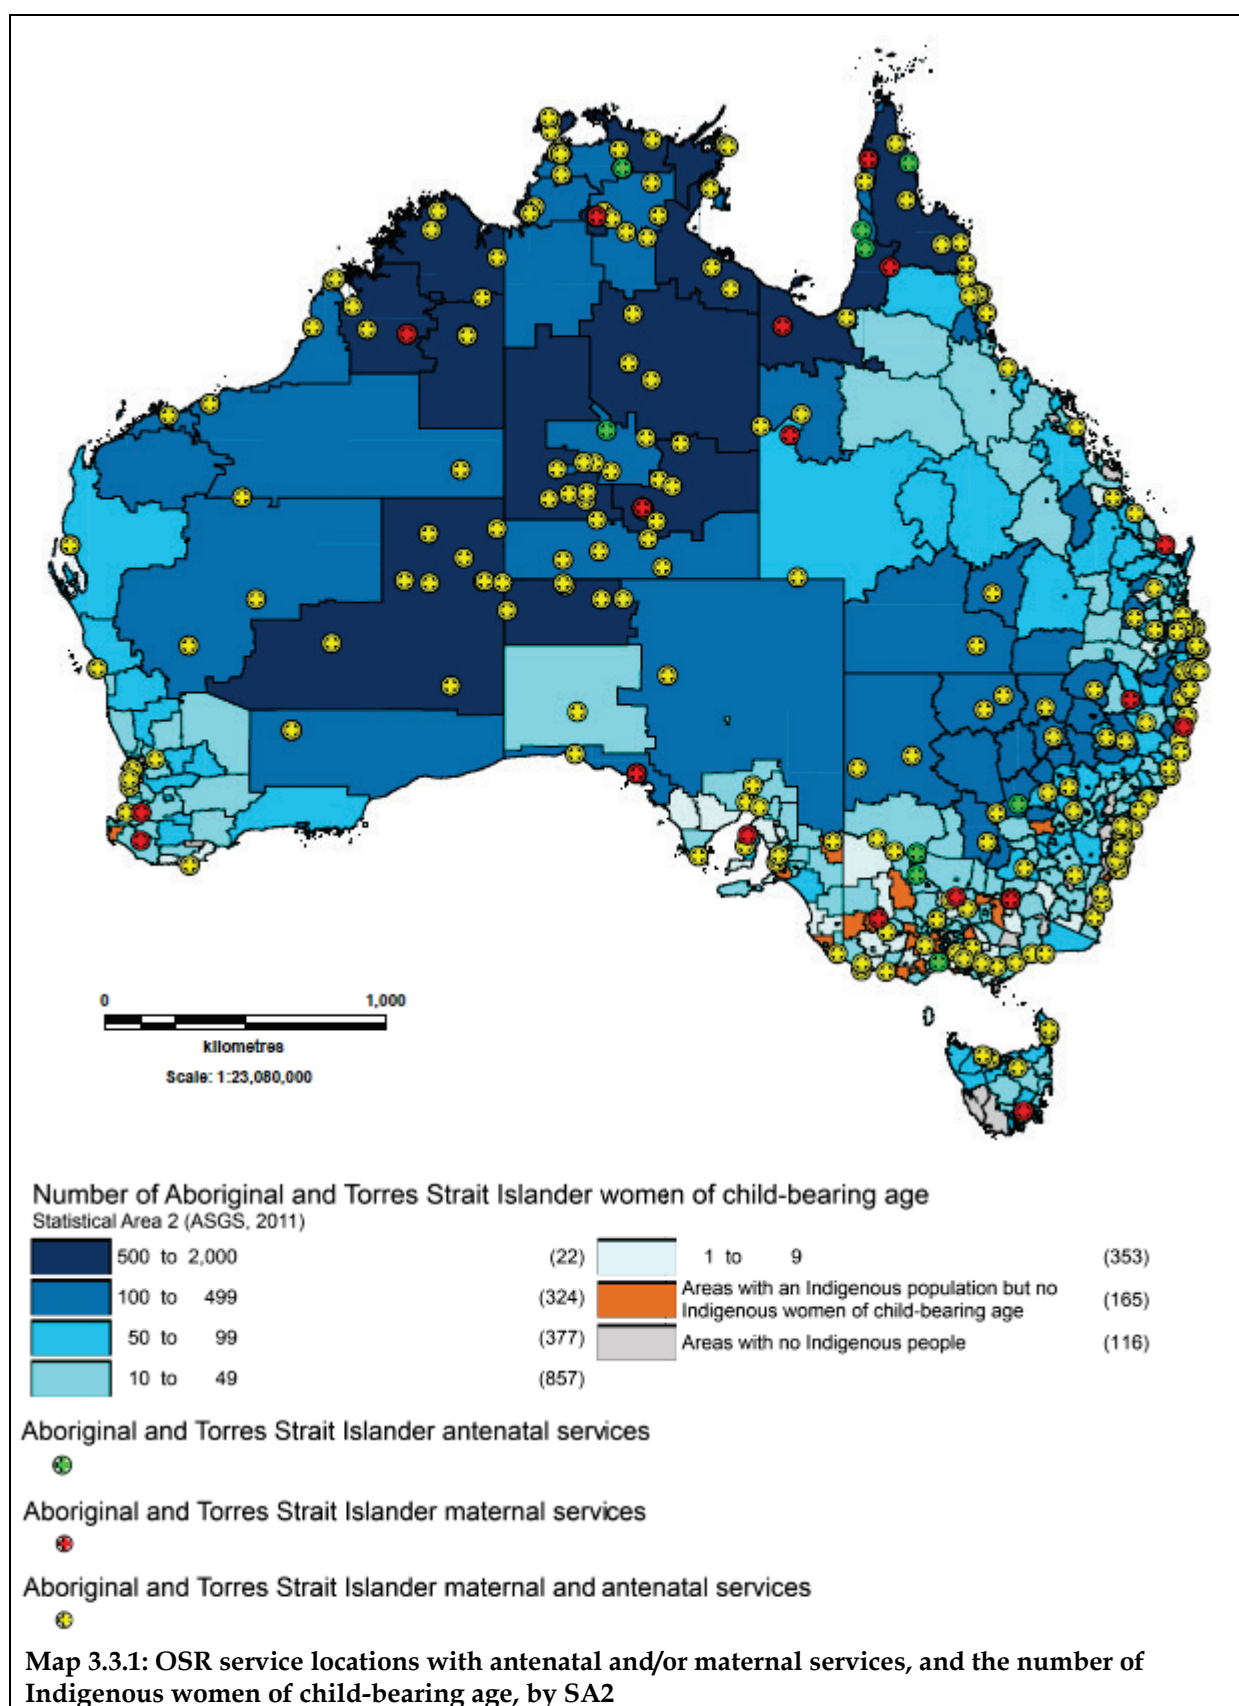 0 1,000
kilometres
Scale: 1:23,080,000
Number of Aboriginal and Torres Strait Islander women of child-bearing age
Statistical Area 2 (ASGS, 2011)
500 to 2,000 (22)
100 to 499 (324)
50 to 99 (377)
10 to 49 (857)
1 to 9 (353)
Areas with an Indigenous population but no
Indigenous women of child-bearing age (165)
Areas with no Indigenous people (116)
Aboriginal and Torres Strait Islander antenatal services
Aboriginal and Torres Strait Islander maternal services
Aboriginal and Torres Strait Islander maternal and antenatal services
Map 3.3.1: OSR service locations with antenatal and/or maternal services, and the number of
Indigenous women of child-bearing age, by SA2